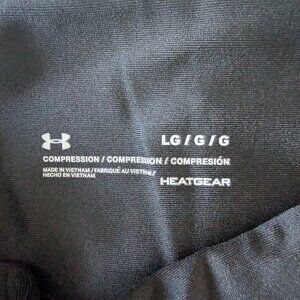 LG / G / G
COMPRESSION / COMPRESSION / COMPRESIÓN
MADE IN VIETNAM / FABRIQUÉ AU VIETNAM /
HECHO EN VIETNAM
HEATGEAR